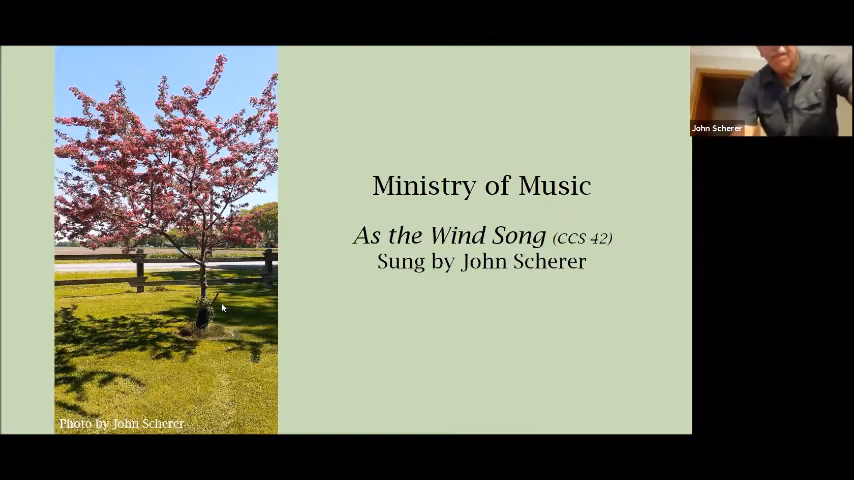 Ministry of Music
As the Wind Song (CCS 42)
Sung by John Scherer
Photo by John Scherer
John Scherer